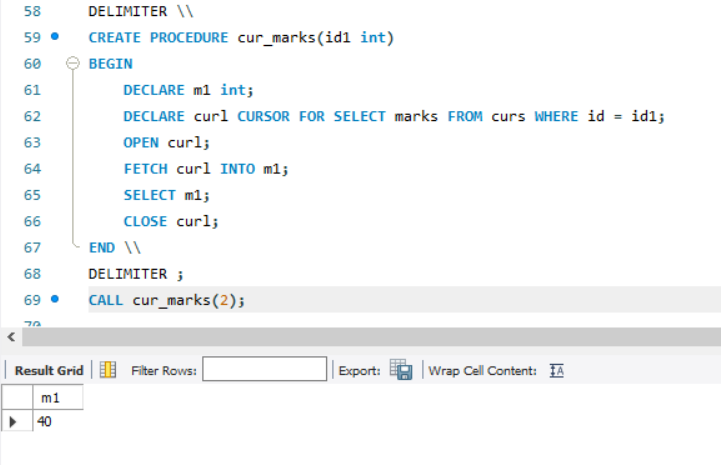 58 DELIMITER \\
59 CREATE PROCEDURE cur_marks(id1 int)
60 BEGIN
61 DECLARE m1 int;
62 DECLARE curl CURSOR FOR SELECT marks FROM curs WHERE id = id1;
63 OPEN curl;
64 FETCH curl INTO m1;
65 SELECT m1;
66 CLOSE curl;
67 END \\
68 DELIMITER ;
69 CALL cur_marks(2);
70
Result Grid Filter Rows: Export: Wrap Cell Content: IA
m1
40